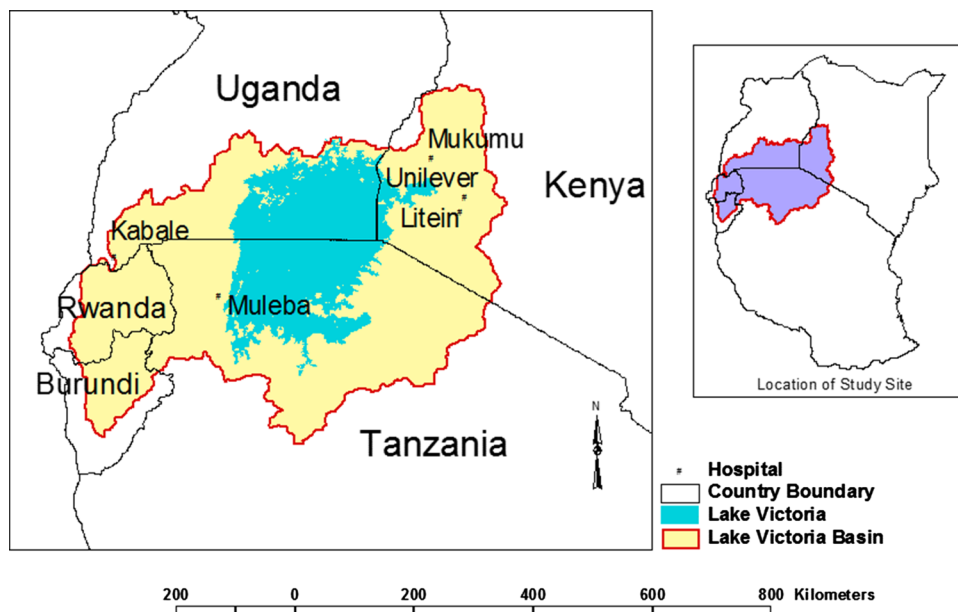 Uganda
Mukumu
Unilever
Kenya
Litein
Kabale
Rwanda
Muleba
Burundi
Tanzania
N
Location of Study Site
Hospital
Country Boundary
Lake Victoria
Lake Victoria Basin
200 0 200 400 600 800 Kilometers